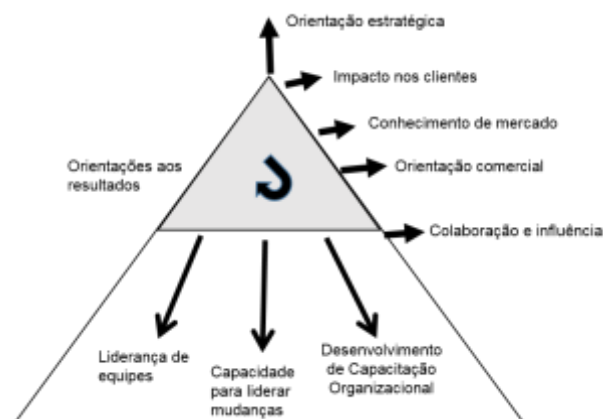 Orientação estratégica
Impacto nos clientes
Conhecimento de mercado
Orientações aos
resultados
Orientação comercial
Colaboração e influência
Liderança de
equipes
Capacidade
para liderar
mudanças
Desenvolvimento
de Capacitação
Organizacional